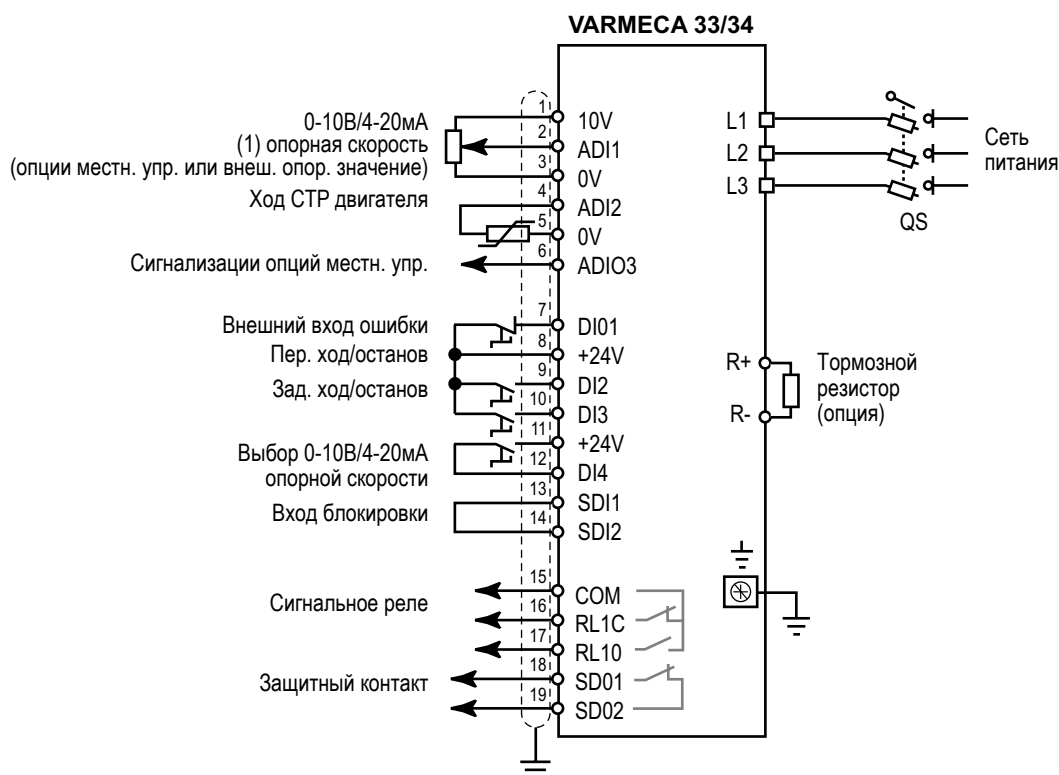 VARMECA 33/34
0-10В/4-20мА
(1) опорная скорость
(опции местн. упр. или внеш. опор. значение)
Ход СТР двигателя
Сигнализации опций местн. упр.
Внешний вход ошибки
Пер. ход/останов
Зад. ход/останов
Выбор 0-10В/4-20мА
опорной скорости
Вход блокировки
Сигнальное реле
Защитный контакт
1 10V
2 ADI1
3 0V
4 ADI2
5 0V
6 ADIO3
7 DI01
8 +24V
9 DI2
10 DI3
11 +24V
12 DI4
13 SDI1
14 SDI2
15 COM
16 RL1C
17 RL10
18 SD01
19 SD02
L1
L2
L3
QS
Сеть
питания
R+
R-
Тормозной
резистор
(опция)